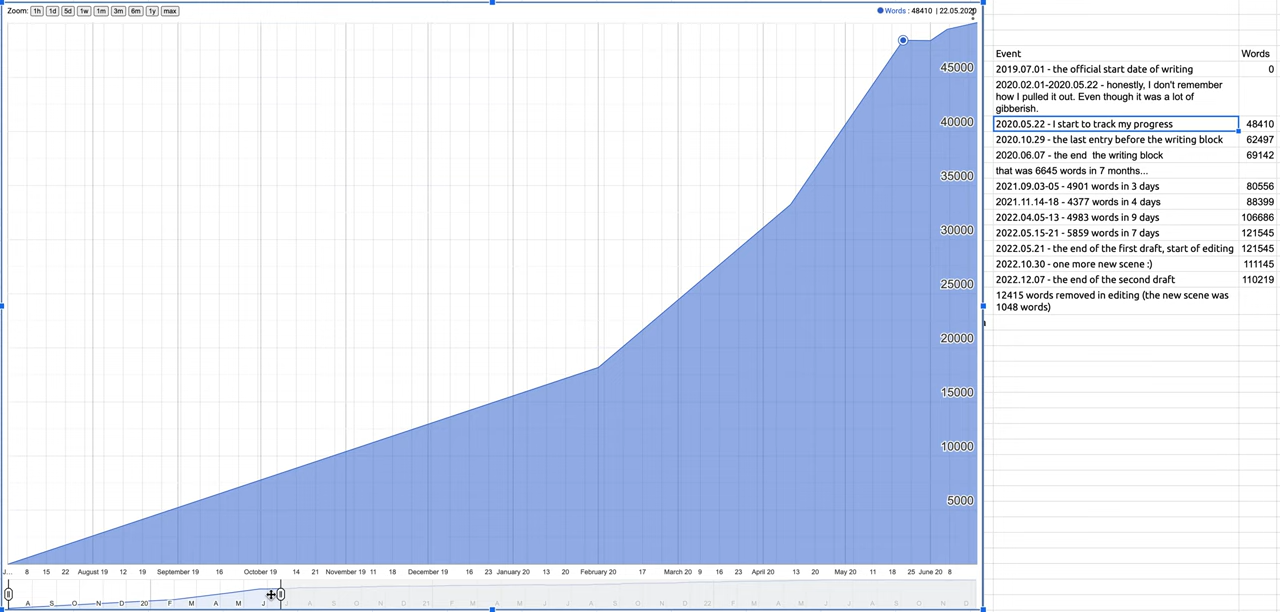 Zoom: 1h 1d 5d 1w 1m 3m 6m 1y max
Words : 48410 | 22.05.2020
45000
40000
35000
30000
25000
20000
15000
10000
5000
J... 8 15 22 August 19 12 19 September 19 16 October 19 14 21 November 19 11 18 December 19 16 23 January 20 13 20 February 20 17 March 20 9 16 23 April 20 13 20 May 20 11 18 25 June 20 8
A S O N D 20 F M A M J A S O N D 21 F M A M J J A S O N D 22 F M A M J J A S O N D
Event Words
2019.07.01 - the official start date of writing 0
2020.02.01-2020.05.22 - honestly, I don't remember
how I pulled it out. Even though it was a lot of
gibberish.
2020.05.22 - I start to track my progress 48410
2020.10.29 - the last entry before the writing block 62497
2020.06.07 - the end  the writing block 69142
that was 6645 words in 7 months...
2021.09.03-05 - 4901 words in 3 days 80556
2021.11.14-18 - 4377 words in 4 days 88399
2022.04.05-13 - 4983 words in 9 days 106686
2022.05.15-21 - 5859 words in 7 days 121545
2022.05.21 - the end of the first draft, start of editing 121545
2022.10.30 - one more new scene :) 111145
2022.12.07 - the end of the second draft 110219
12415 words removed in editing (the new scene was
1048 words)